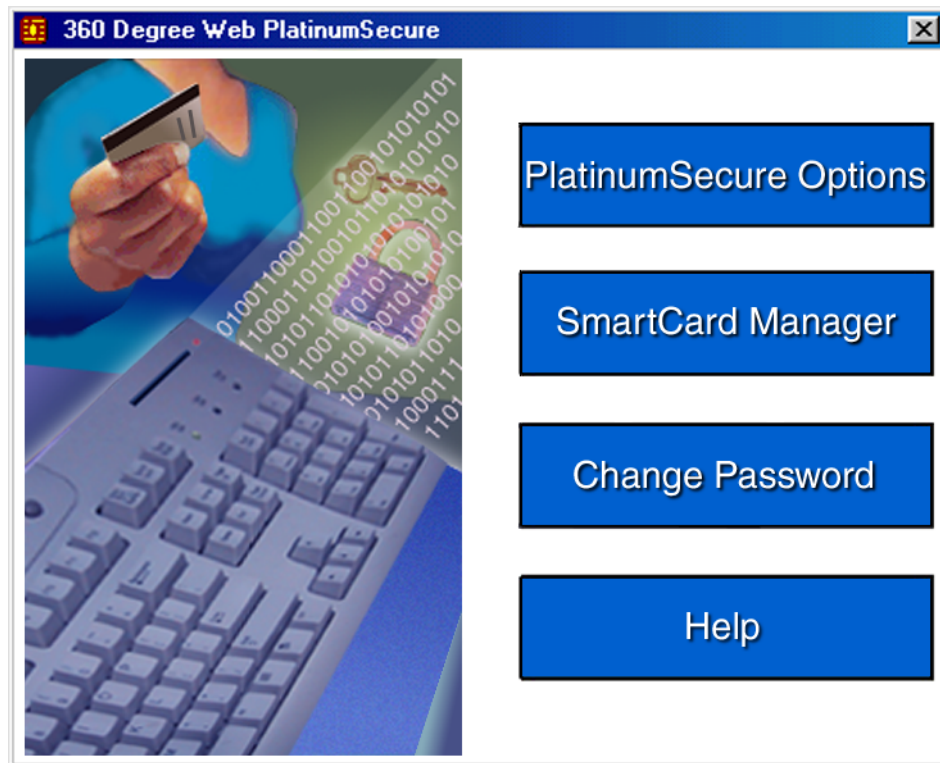 360 Degree Web PlatinumSecure
PlatinumSecure Options
SmartCard Manager
Change Password
Help